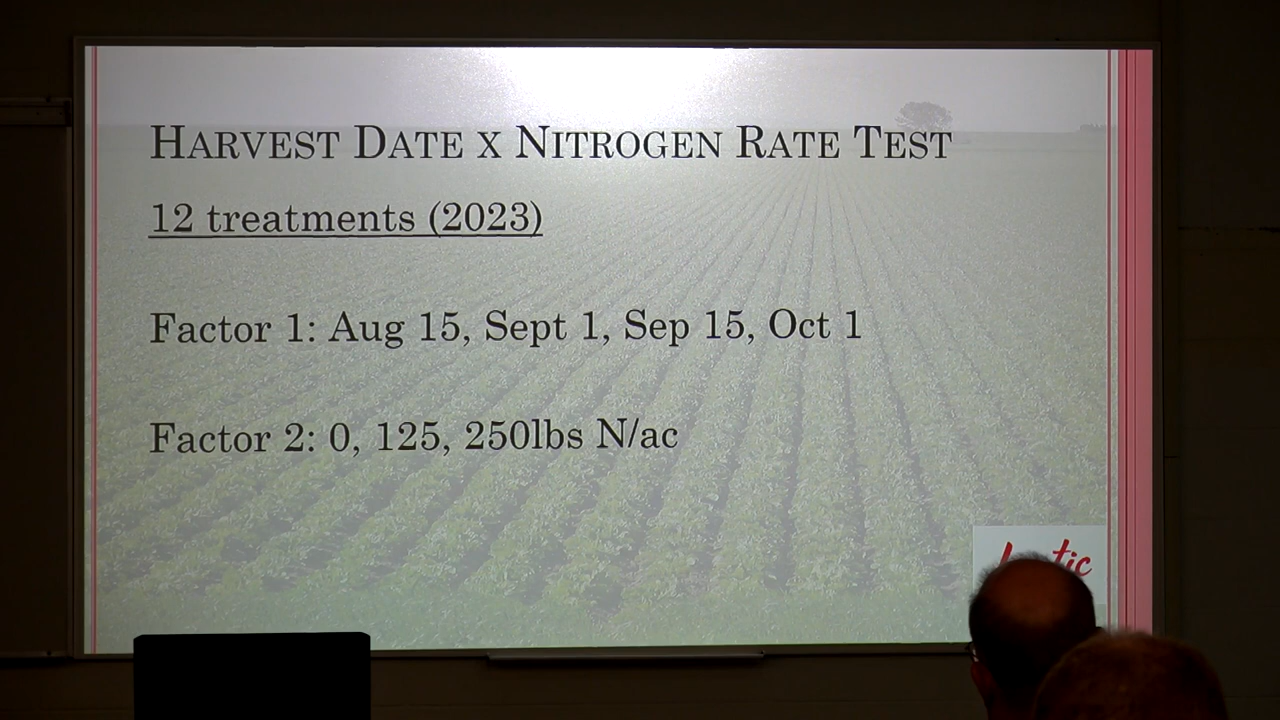 HARVEST DATE X NITROGEN RATE TEST
12 treatments (2023)
Factor 1: Aug 15, Sept 1, Sep 15, Oct 1
Factor 2: 0, 125, 250lbs N/ac